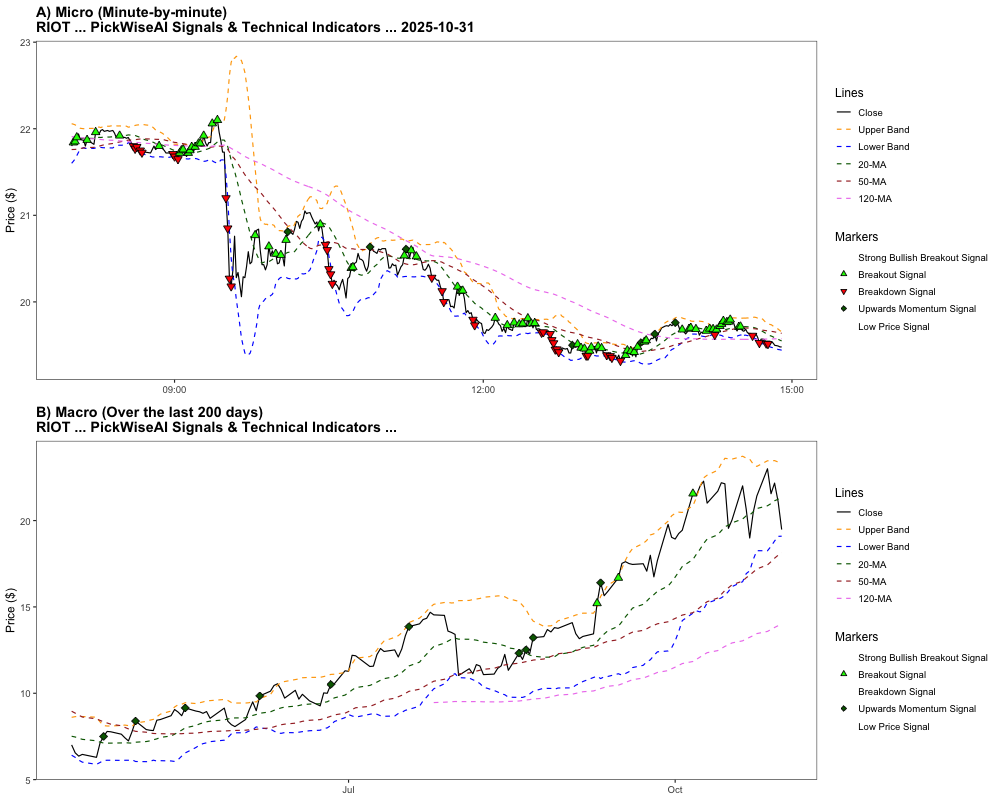 A) Micro (Minute-by-minute)
RIOT ... PickWiseAI Signals & Technical Indicators ... 2025-10-31
Price ($)
23
22
21
20
09:00
12:00
15:00
Lines
Close
Upper Band
Lower Band
20-MA
50-MA
120-MA
Markers
Strong Bullish Breakout Signal
Breakout Signal
Breakdown Signal
Upwards Momentum Signal
Low Price Signal
B) Macro (Over the last 200 days)
RIOT ... PickWiseAI Signals & Technical Indicators ...
Price ($)
20
15
10
5
Jul
Oct
Lines
Close
Upper Band
Lower Band
20-MA
50-MA
120-MA
Markers
Strong Bullish Breakout Signal
Breakout Signal
Breakdown Signal
Upwards Momentum Signal
Low Price Signal